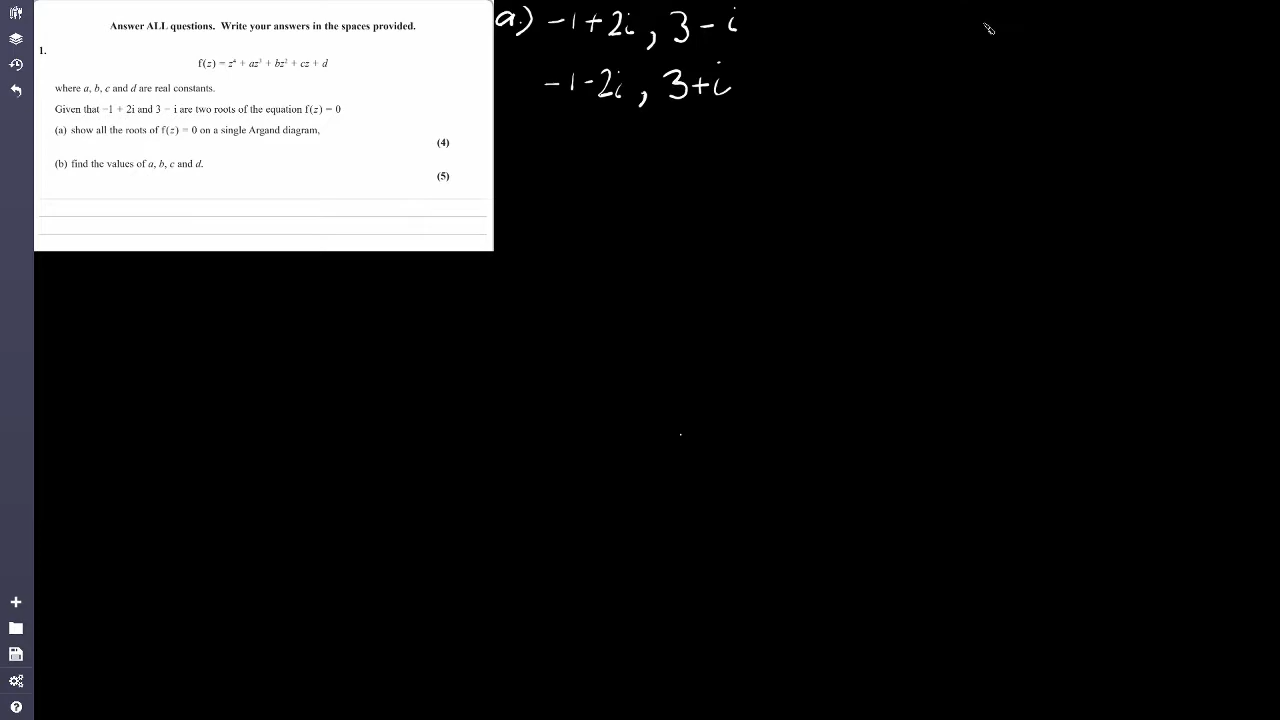 Answer ALL questions. Write your answers in the spaces provided.
1.
f(z) = z⁴ + az³ + bz² + cz + d
where a, b, c and d are real constants.
Given that −1 + 2i and 3 − i are two roots of the equation f(z) = 0
(a) show all the roots of f(z) = 0 on a single Argand diagram,
(4)
(b) find the values of a, b, c and d.
(5)
a.) -1+2i, 3-i
-1-2i, 3+i